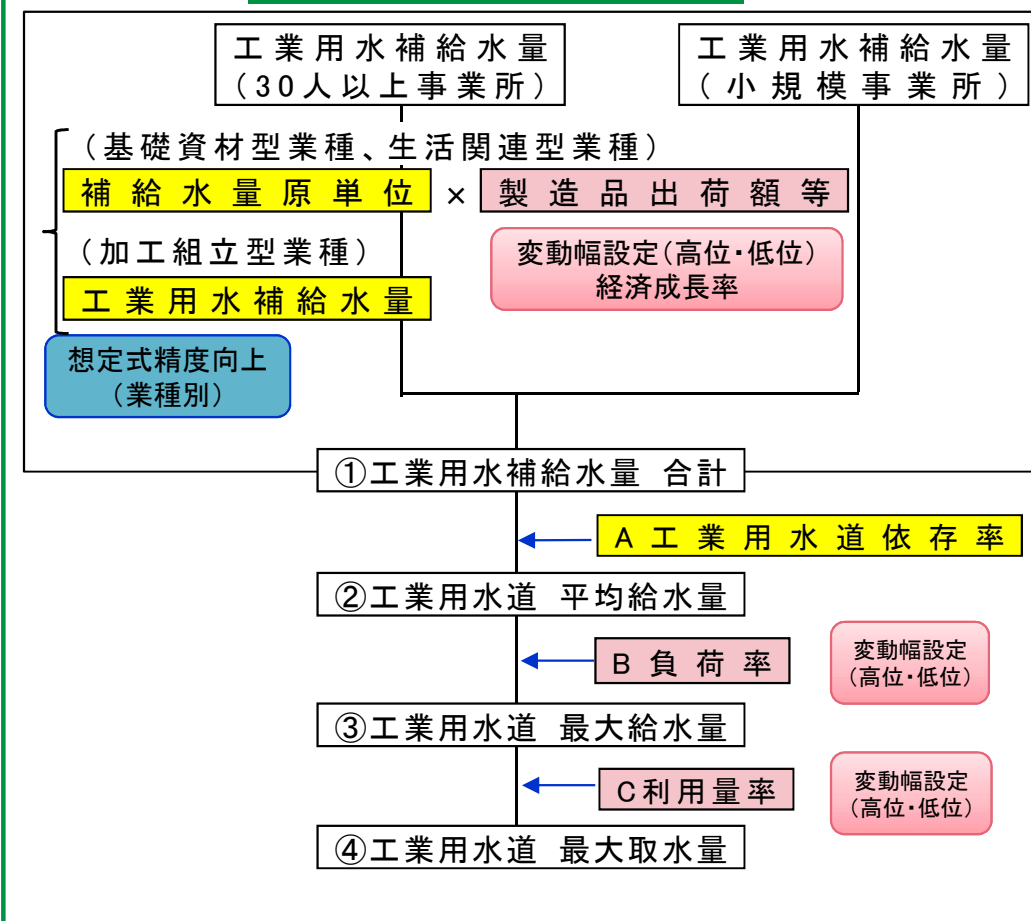 工業用水補給水量
（30人以上事業所）
工業用水補給水量
（小規模事業所）
（基礎資材型業種、生活関連型業種）
補給水量原単位 × 製造品出荷額等
（加工組立型業種）
工業用水補給水量
変動幅設定（高位・低位）
経済成長率
想定式精度向上
（業種別）
①工業用水補給水量 合計
A工業用水道依存率
②工業用水道 平均給水量
B負荷率
変動幅設定
（高位・低位）
③工業用水道 最大給水量
C利用量率
変動幅設定
（高位・低位）
④工業用水道 最大取水量